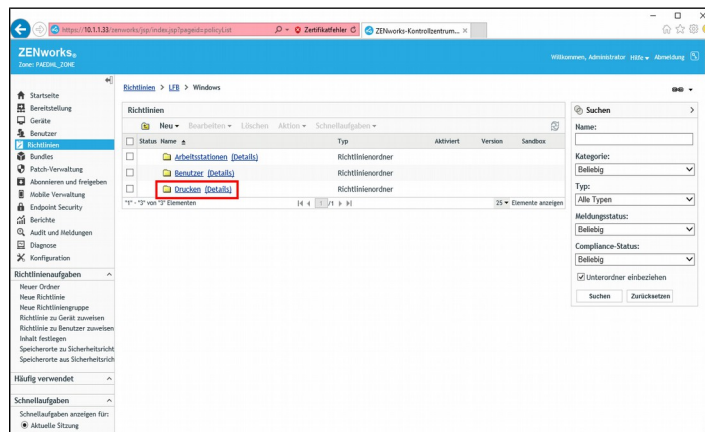 https://10.1.1.33/zenworks/jsp/index.jsp?pageid=policyList
Zertifikatfehler
ZENworks-Kontrollzentrum...
ZENworks®
Zone: PAEDML_ZONE
Willkommen, Administrator Hilfe Abmeldung
Startseite
Bereitstellung
Geräte
Benutzer
Richtlinien
Bundles
Patch-Verwaltung
Abonnieren und freigeben
Mobile Verwaltung
Endpoint Security
Berichte
Audit und Meldungen
Diagnose
Konfiguration
Richtlinienaufgaben
Neuer Ordner
Neue Richtlinie
Neue Richtliniengruppe
Richtlinie zu Gerät zuweisen
Richtlinie zu Benutzer zuweisen
Inhalt festlegen
Speicherorte zu Sicherheitsricht
Speicherorte aus Sicherheitsrich
Häufig verwendet
Schnellaufgaben
Schnellaufgaben anzeigen für:
Aktuelle Sitzung
Richtlinien > LFB > Windows
Richtlinien
Neu Bearbeiten Löschen Aktion Schnellaufgaben
Status Name Typ Aktiviert Version Sandbox
Arbeitsstationen (Details) Richtlinienordner
Benutzer (Details) Richtlinienordner
Drucken (Details) Richtlinienordner
"1" - "3" von "3" Elementen 1 /1 25 Elemente anzeigen
Suchen
Name:
Kategorie:
Beliebig
Typ:
Alle Typen
Meldungsstatus:
Beliebig
Compliance-Status:
Beliebig
Unterordner einbeziehen
Suchen Zurücksetzen